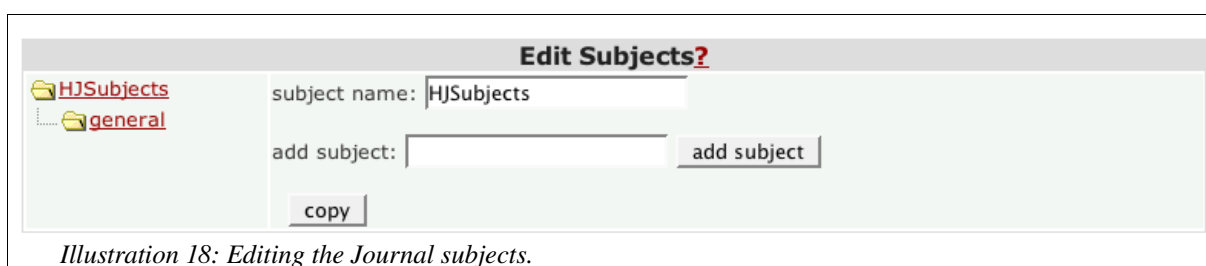 Edit Subjects?
HJSubjects
general
subject name: HJSubjects
add subject: add subject
copy
Illustration 18: Editing the Journal subjects.